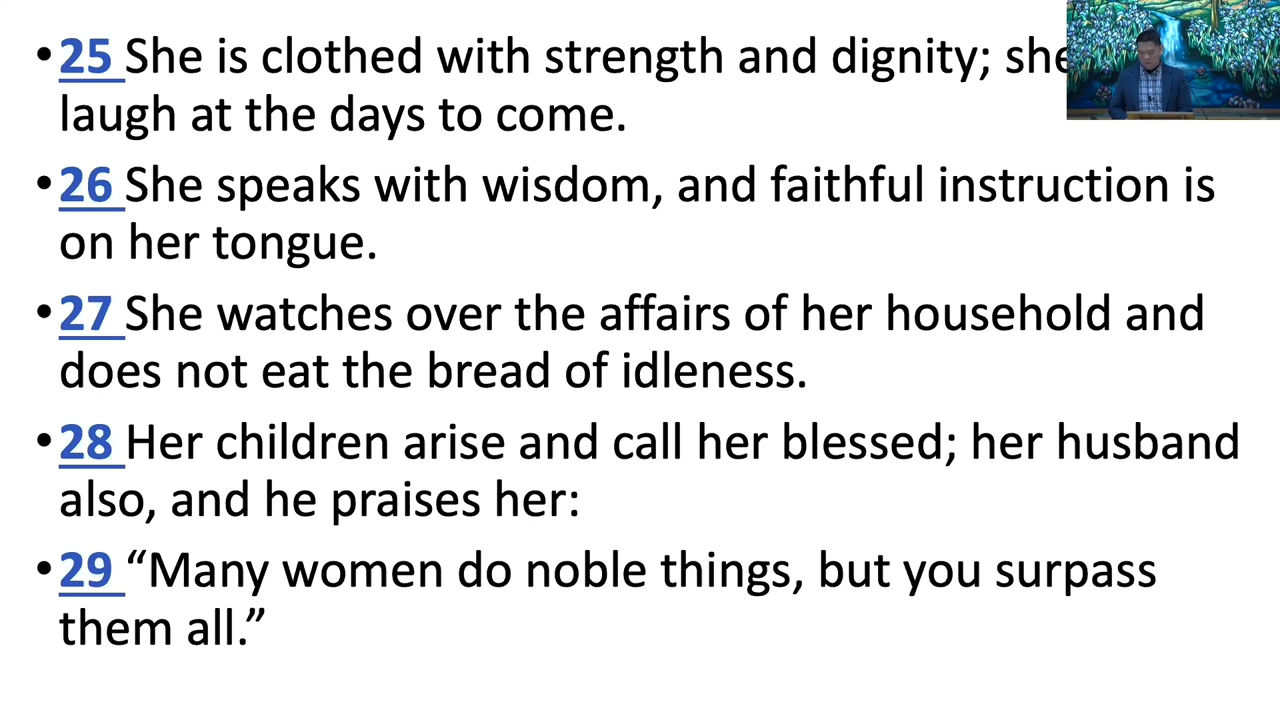 • 25 She is clothed with strength and dignity; she
laugh at the days to come.
• 26 She speaks with wisdom, and faithful instruction is
on her tongue.
• 27 She watches over the affairs of her household and
does not eat the bread of idleness.
• 28 Her children arise and call her blessed; her husband
also, and he praises her:
• 29 “Many women do noble things, but you surpass
them all.”